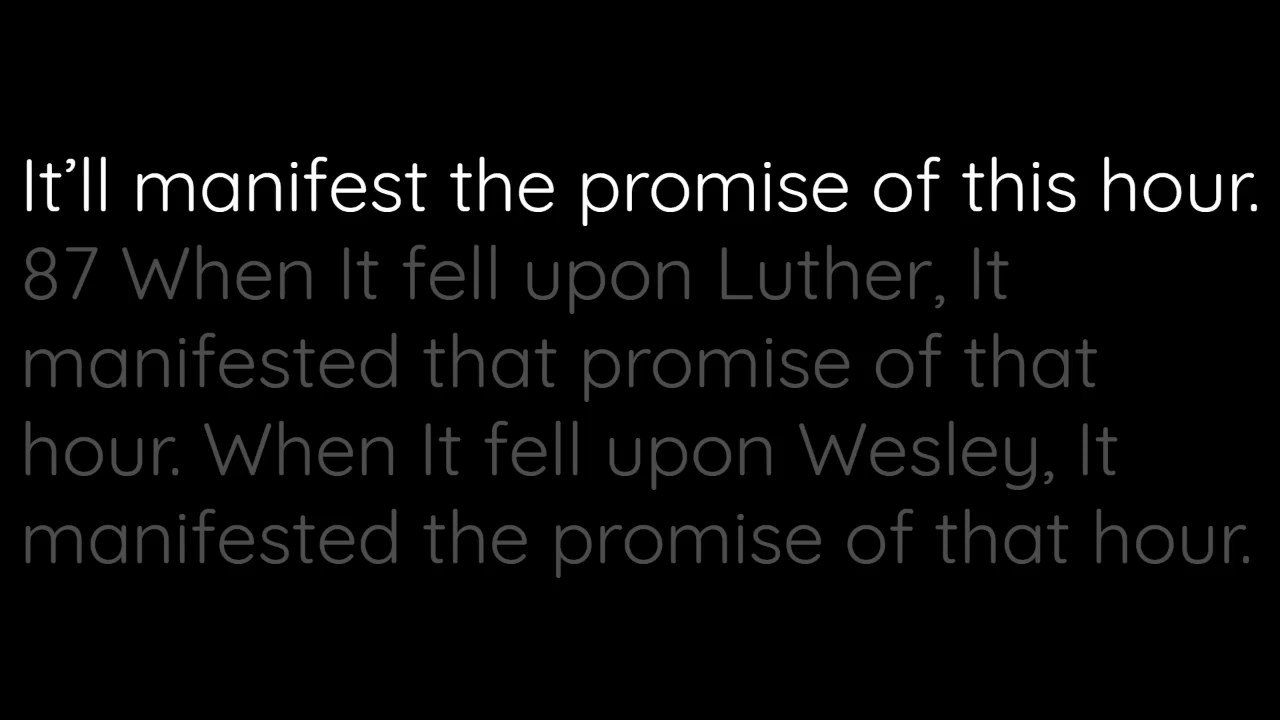 It’ll manifest the promise of this hour.
87 When It fell upon Luther, It
manifested that promise of that
hour. When It fell upon Wesley, It
manifested the promise of that hour.